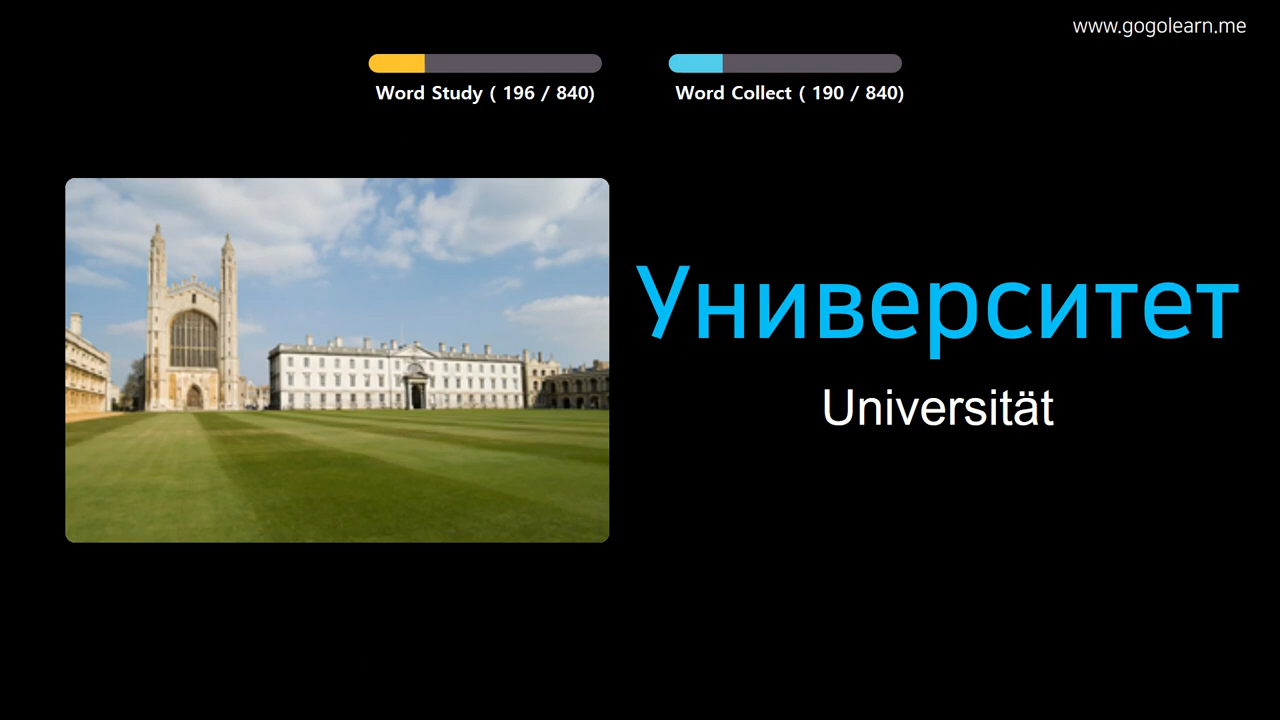 www.gogolearn.me
Word Study ( 196 / 840)
Word Collect ( 190 / 840)
Университет
Universität